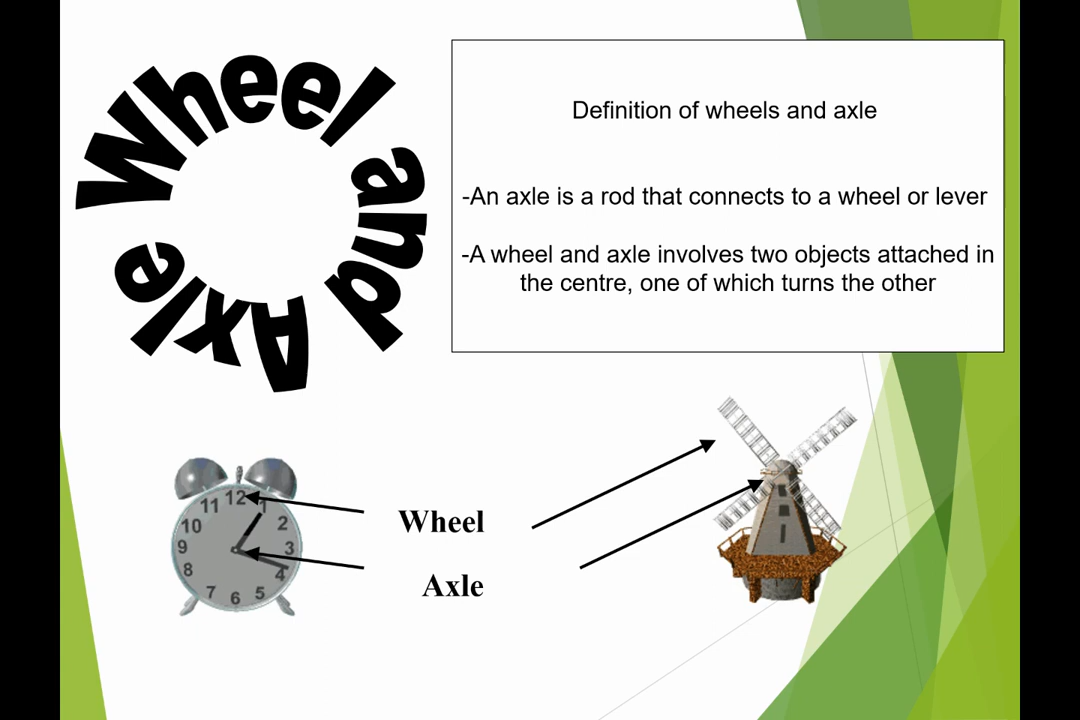 Wheel and Axle
Definition of wheels and axle
-An axle is a rod that connects to a wheel or lever
-A wheel and axle involves two objects attached in
the centre, one of which turns the other
12
11
1
10
2
9
3
8
4
7
5
6
Wheel
Axle